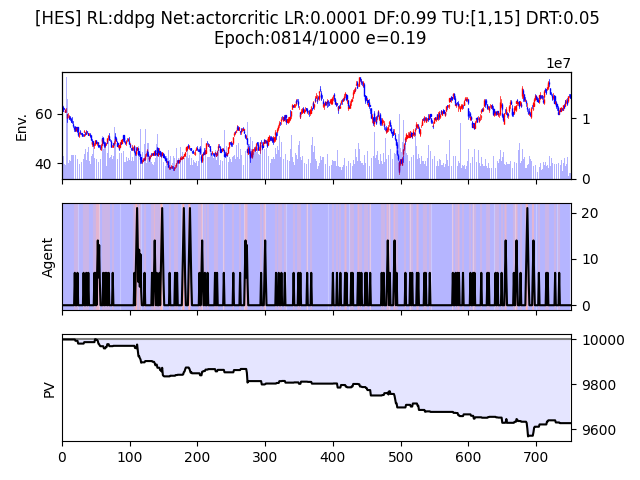 [HES] RL:ddpg Net:actorcritic LR:0.0001 DF:0.99 TU:[1,15] DRT:0.05
Epoch:0814/1000 e=0.19
1e7
Env.
60
40
1
0
Agent
20
10
0
PV
10000
9800
9600
0 100 200 300 400 500 600 700